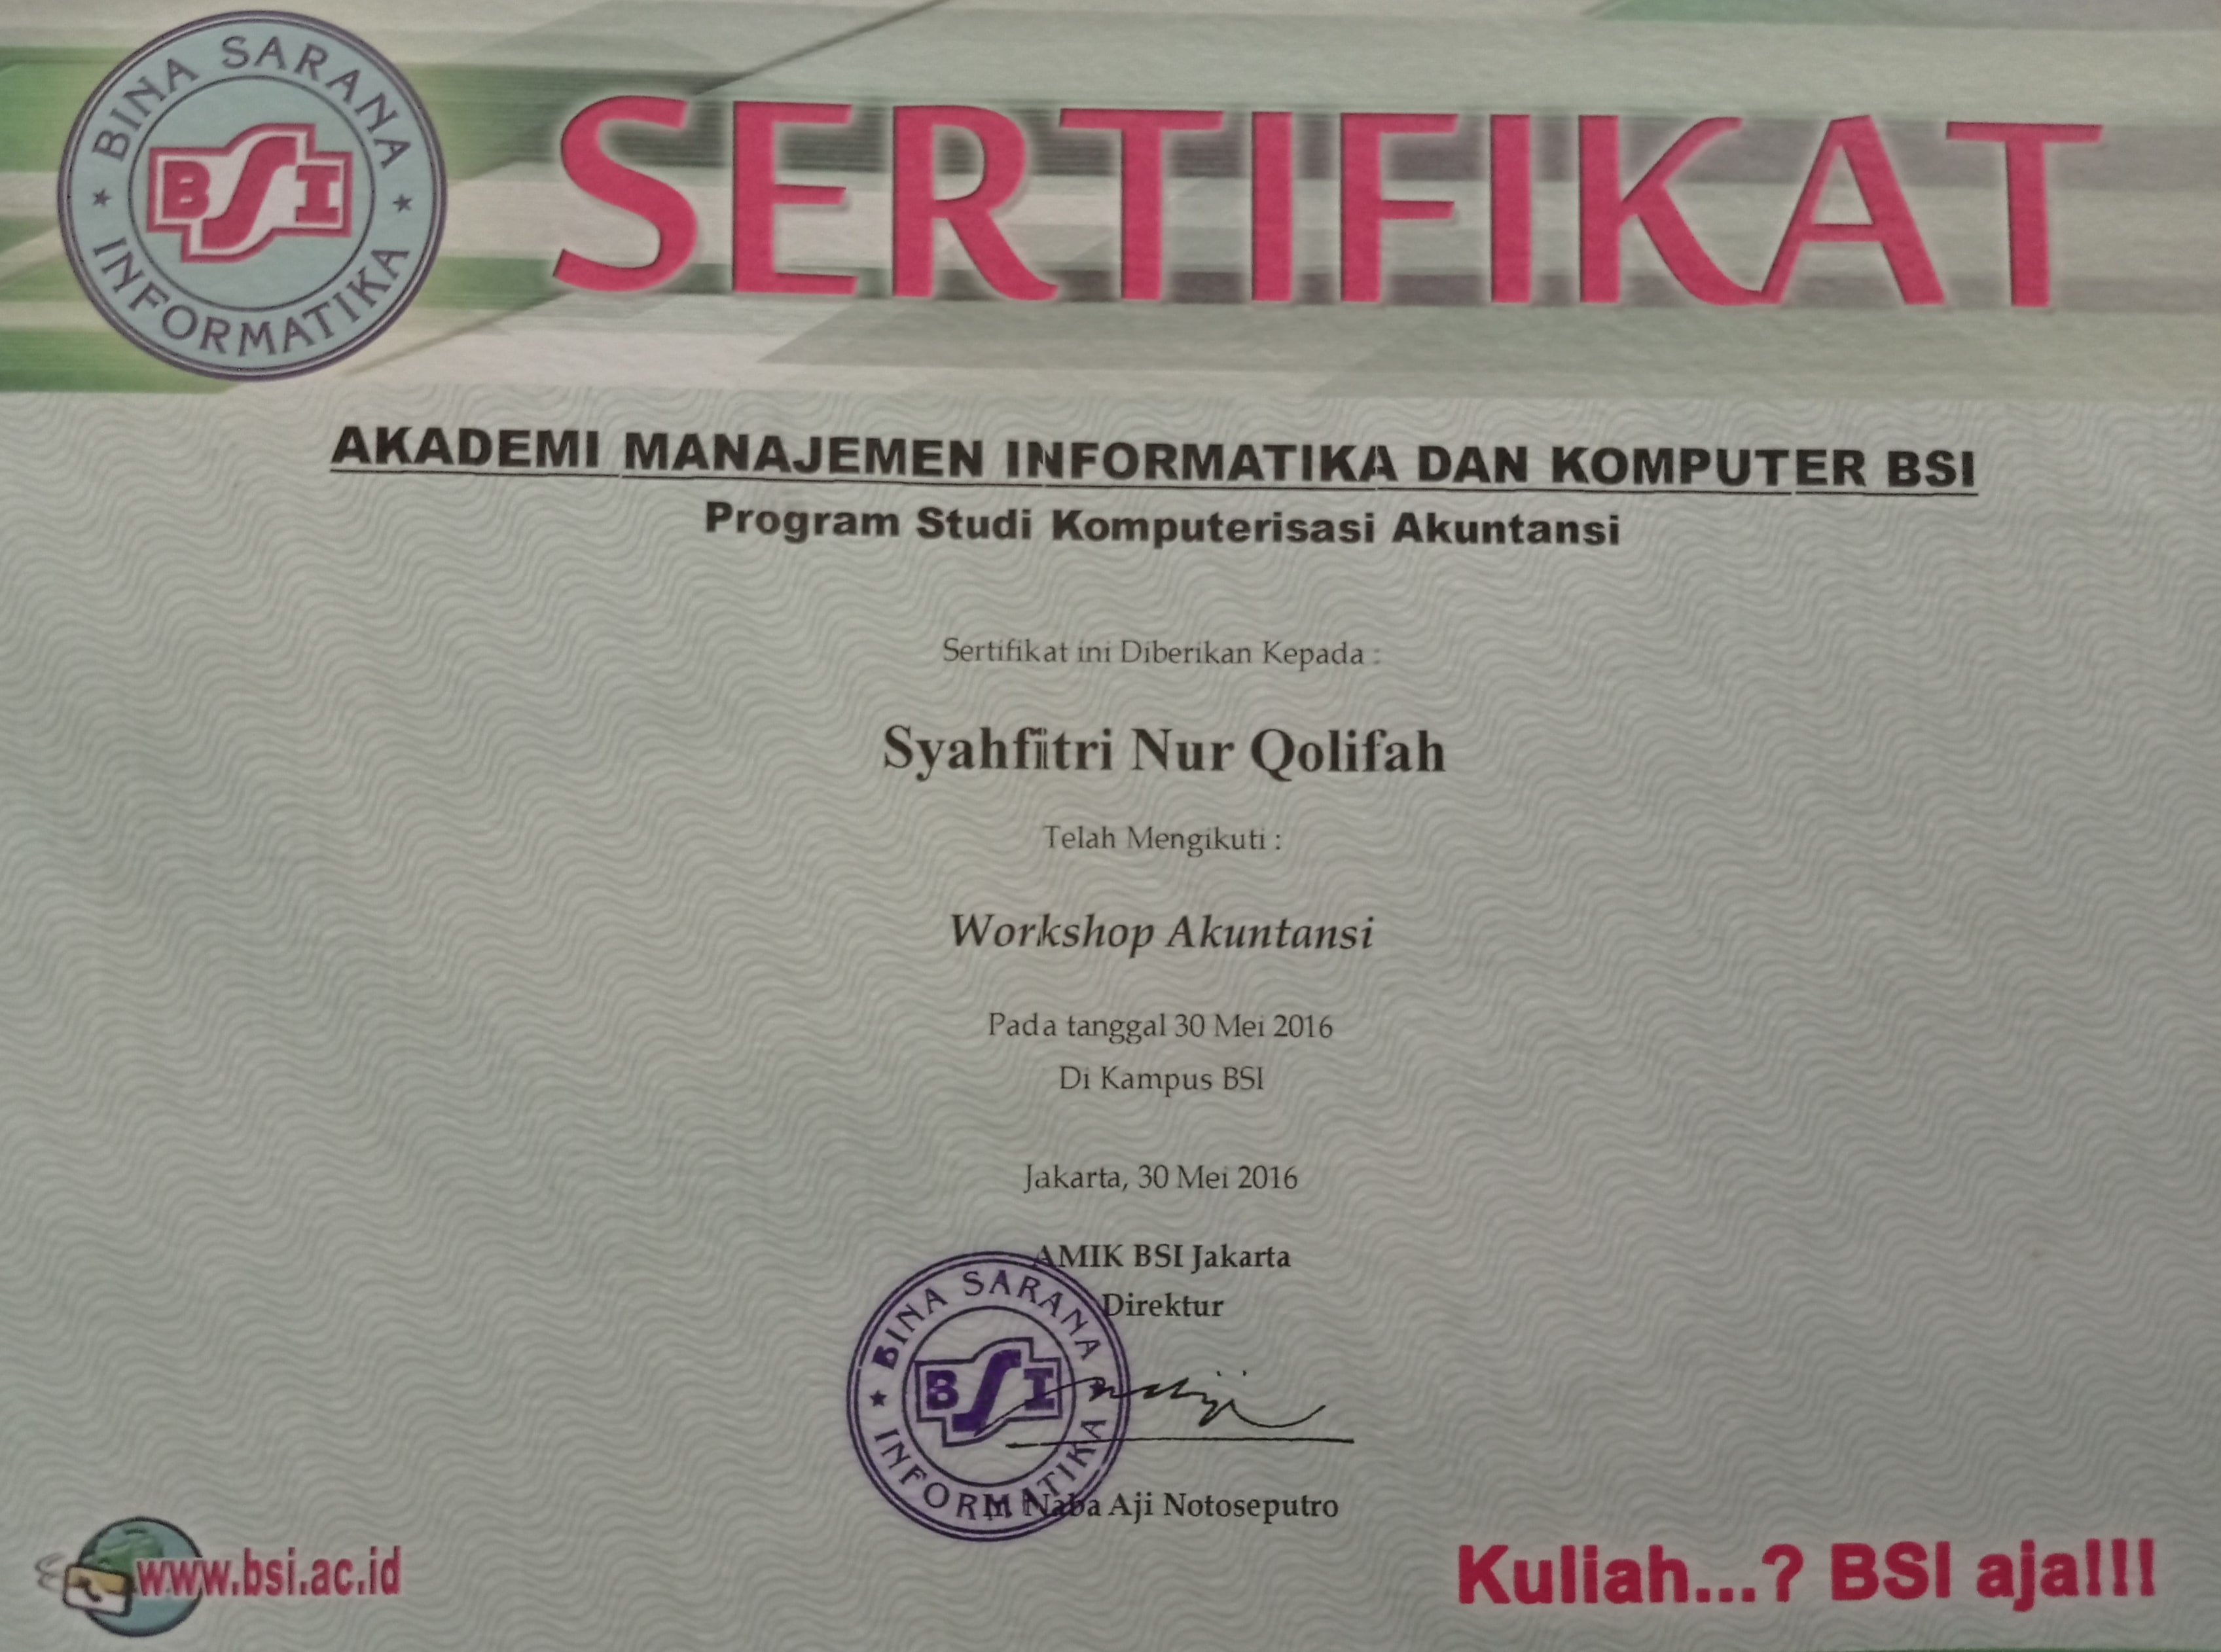 BINA SARANA INFORMATIKA
BSI
SERTIFIKAT
AKADEMI MANAJEMEN INFORMATIKA DAN KOMPUTER BSI
Program Studi Komputerisasi Akuntansi
Sertifikat ini Diberikan Kepada :
Syahfitri Nur Qolifah
Telah Mengikuti :
Workshop Akuntansi
Pada tanggal 30 Mei 2016
Di Kampus BSI
Jakarta, 30 Mei 2016
AMIK BSI Jakarta
Direktur
BINA SARANA INFORMATIKA
BSI
Naba Aji Notoseputro
www.bsi.ac.id
Kuliah...? BSI aja!!!